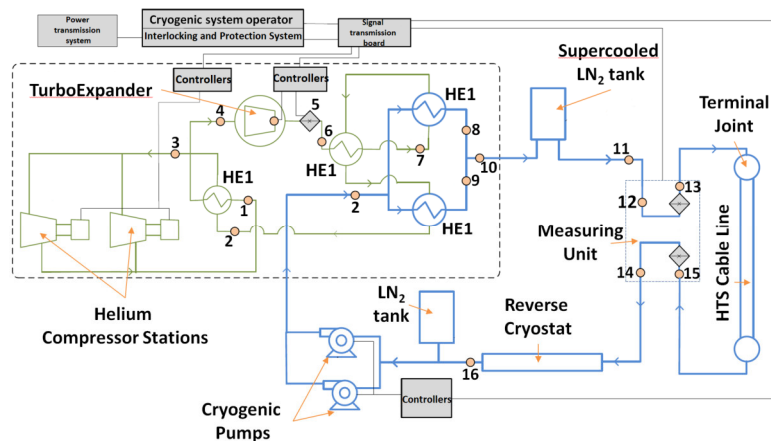 Power
transmission
system
Cryogenic system operator
Interlocking and Protection System
Signal
transmission
board
Controllers
Controllers
TurboExpander
Supercooled
LN2 tank
Terminal
Joint
HE1
4
5
6
3
HE1
7
8
10
9
11
HE1
1
2
2
HE1
12
13
Measuring
Unit
14
15
HTS Cable Line
Helium
Compressor Stations
LN2
tank
Reverse
Cryostat
16
Cryogenic
Pumps
Controllers